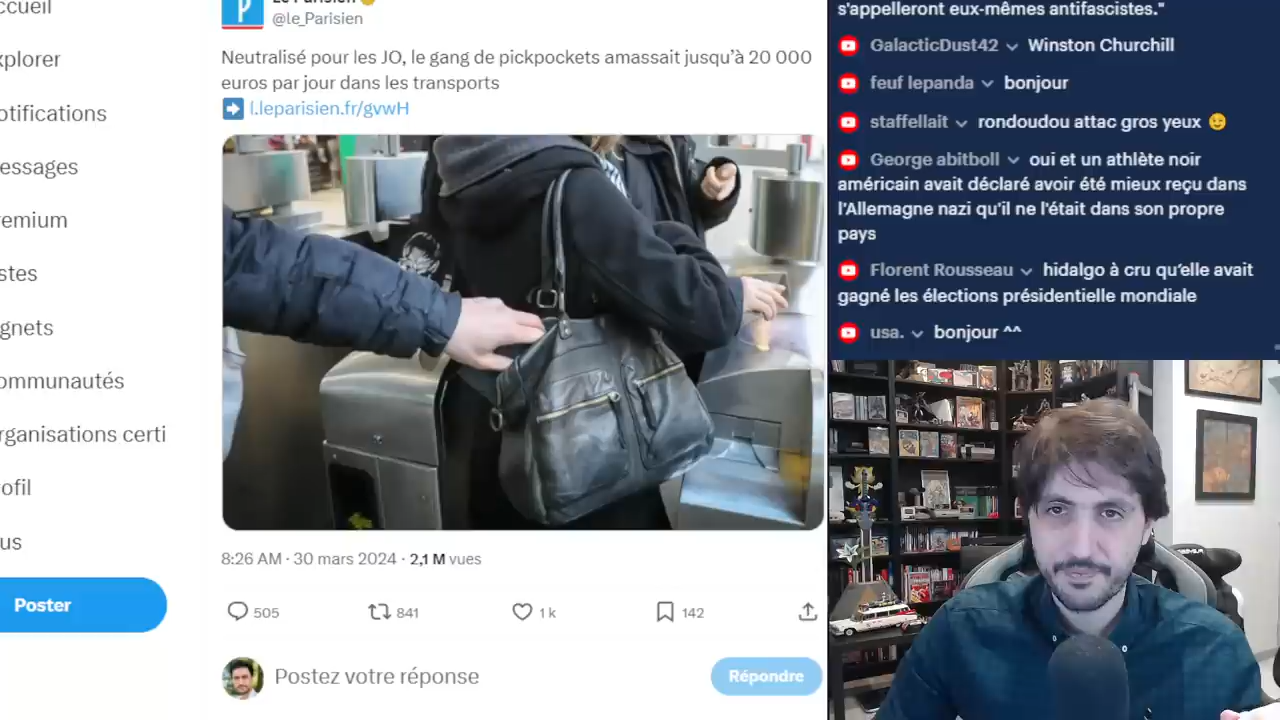 ccueil
xplorer
otifications
essages
remium
stes
gnets
ommunautés
rganisations certi
ofil
us
Poster
@le_Parisien
Neutralisé pour les JO, le gang de pickpockets amassait jusqu'à 20 000
euros par jour dans les transports
l.leparisien.fr/gvwH
8:26 AM · 30 mars 2024 · 2,1 M vues
505 841 1 k 142
Postez votre réponse
Répondre
s'appelleront eux-mêmes antifascistes."
GalacticDust42 Winston Churchill
feuf lepanda bonjour
staffellait rondoudou attac gros yeux 😉
George abitboll oui et un athlète noir
américain avait déclaré avoir été mieux reçu dans
l'Allemagne nazi qu'il ne l'était dans son propre
pays
Florent Rousseau hidalgo à cru qu'elle avait
gagné les élections présidentielle mondiale
usa. bonjour ^^